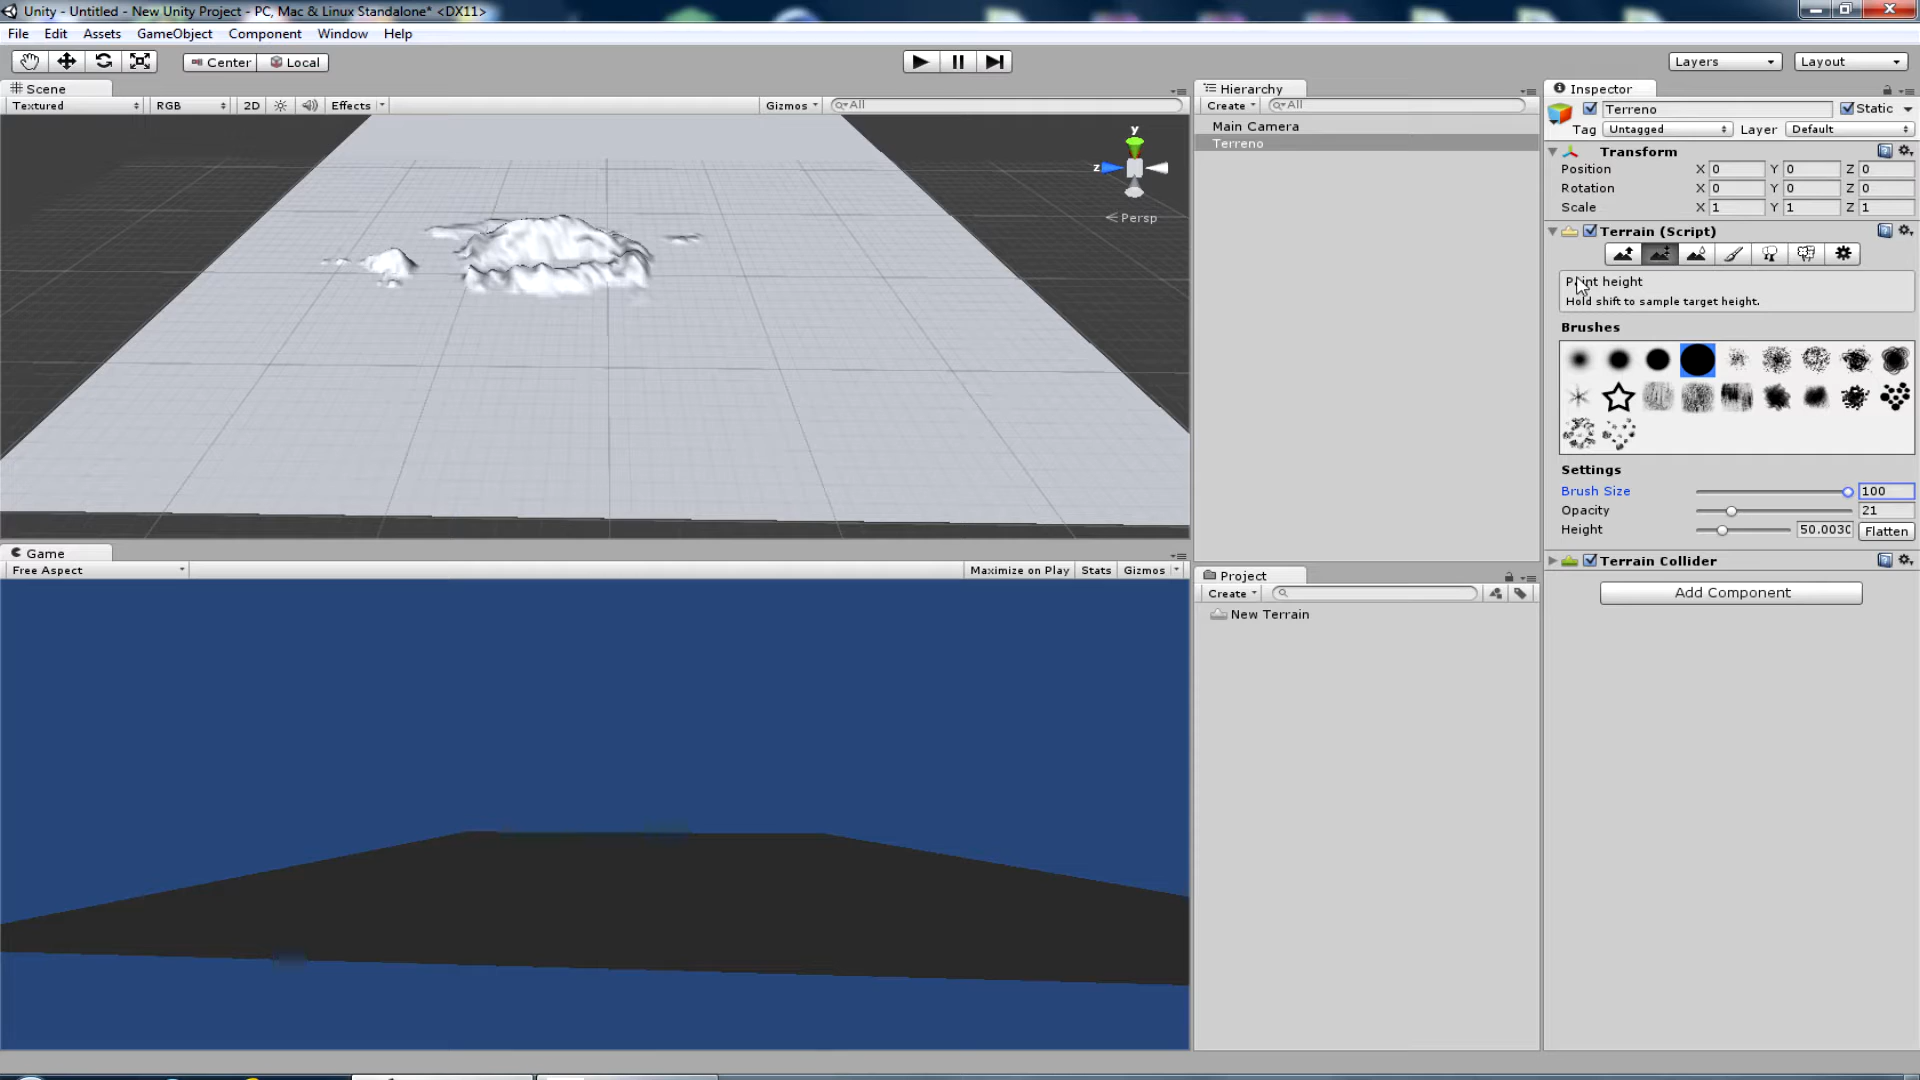 Unity - Untitled - New Unity Project - PC, Mac & Linux Standalone* <DX11>
File Edit Assets GameObject Component Window Help
Center Local Layers Layout
Scene Hierarchy Inspector
Textured RGB 2D Effects Gizmos All Create All
Terreno Static
Main Camera
Tag Untagged Layer Default
Terreno
y
z
Persp
Transform
Position X 0 Y 0 Z 0
Rotation X 0 Y 0 Z 0
Scale X 1 Y 1 Z 1
Terrain (Script)
Paint height
Hold shift to sample target height.
Brushes
Settings
Brush Size 100
Opacity 21
Height 50.003 Flatten
Terrain Collider
Add Component
Game
Free Aspect Maximize on Play Stats Gizmos
Project
Create
New Terrain